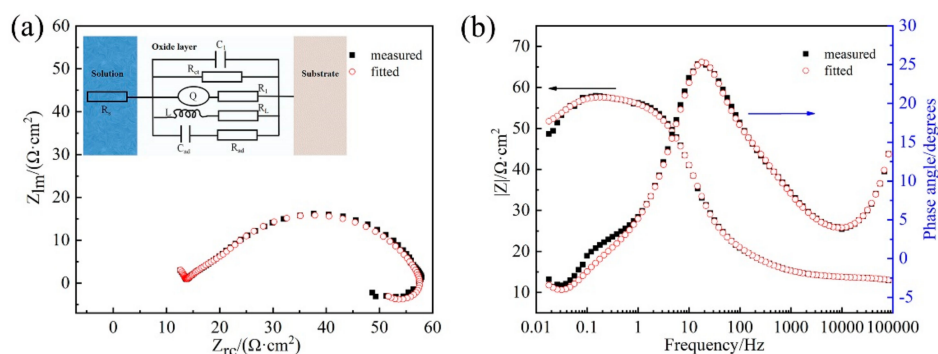 (a)
60
50
40
30
20
10
0
-10
Z_Im/(Ω·cm²)
0 10 20 30 40 50 60
Z_re/(Ω·cm²)
Solution
Oxide layer
Substrate
R_s
C_1
R_ct
Q
R_1
L
R_L
C_ad
R_ad
measured
fitted
(b)
70
60
50
40
30
20
10
|Z|/Ω·cm²
0.01 0.1 1 10 100 1000 10000 100000
Frequency/Hz
30
25
20
15
10
5
0
-5
Phase angle/degrees
measured
fitted